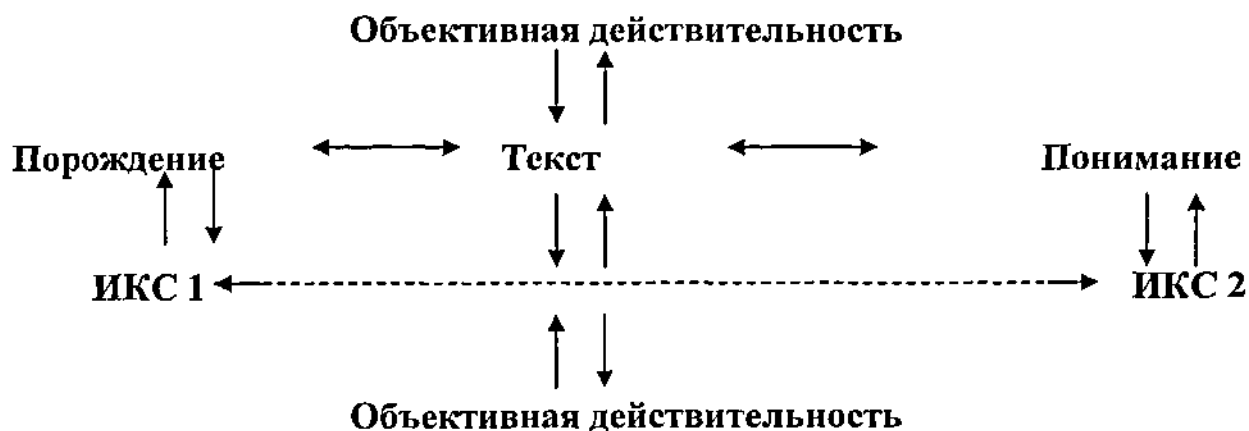 Объективная действительность
Порождение Текст Понимание
ИКС 1 ИКС 2
Объективная действительность